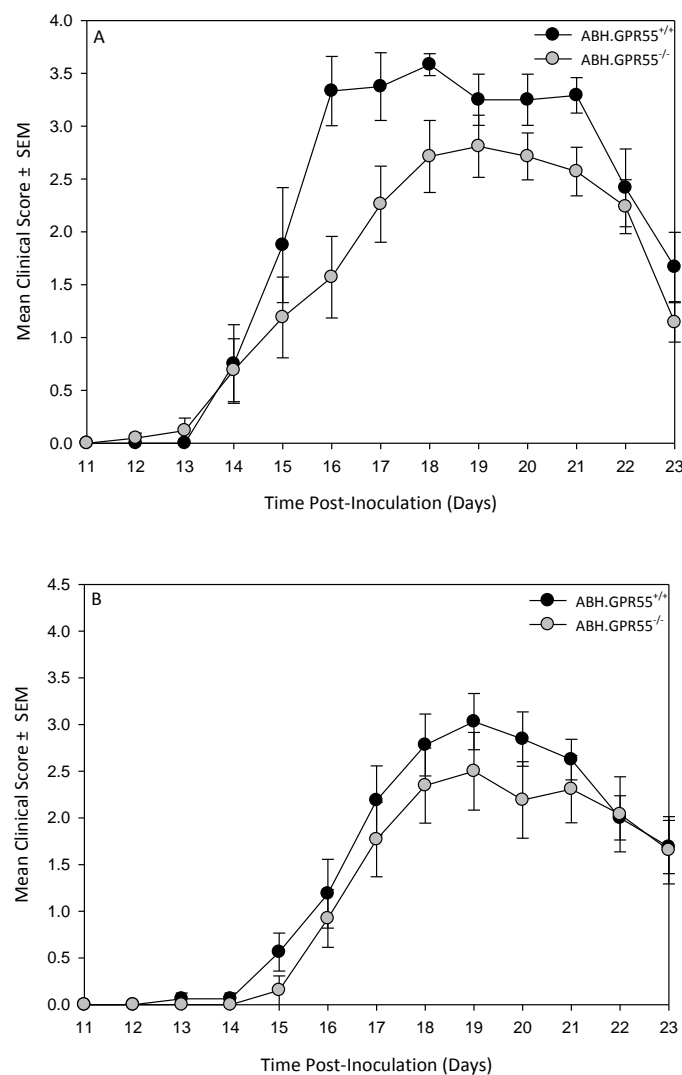 A
ABH.GPR55+/+
ABH.GPR55-/-
4.0
3.5
3.0
2.5
2.0
1.5
1.0
0.5
0.0
Mean Clinical Score ± SEM
11 12 13 14 15 16 17 18 19 20 21 22 23
Time Post-Inoculation (Days)
B
ABH.GPR55+/+
ABH.GPR55-/-
4.5
4.0
3.5
3.0
2.5
2.0
1.5
1.0
0.5
0.0
Mean Clinical Score ± SEM
11 12 13 14 15 16 17 18 19 20 21 22 23
Time Post-Inoculation (Days)